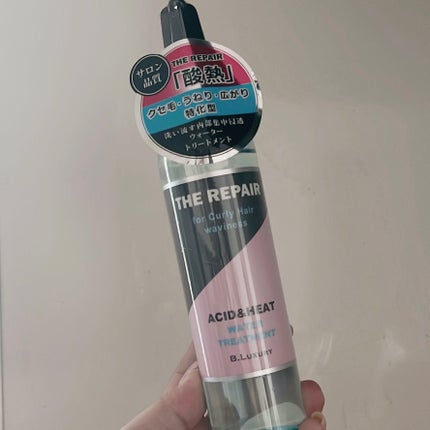 サロン
品質
THE REPAIR
「酸熱」
クセ毛・うねり・広がり
特化型
洗い流す内部集中浸透
ウォーター
トリートメント
THE REPAIR
for Curly Hair
waviness
ACID&HEAT
WATER
TREATMENT
B.LUXURY